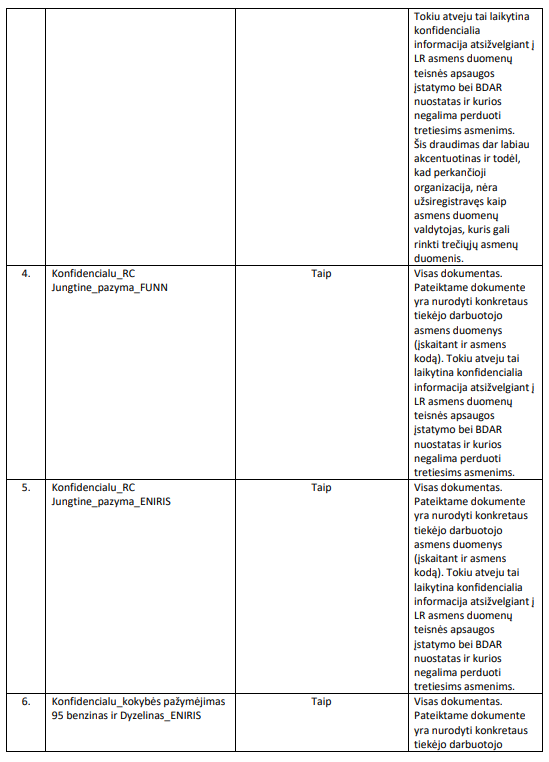 Tokiu atveju tai laikytina
konfidencialia
informacija atsižvelgiant į
LR asmens duomenų
teisnės apsaugos
įstatymo bei BDAR
nuostatas ir kurios
negalima perduoti
tretiesims asmenims.
Šis draudimas dar labiau
akcentuotinas ir todėl,
kad perkančioji
organizacija, nėra
užsiregistravęs kaip
asmens duomenų
valdytojas, kuris gali
rinkti trečiųjų asmenų
duomenis.
4. Konfidencialu_RC Taip Visas dokumentas.
Jungtine_pazyma_FUNN Pateiktame dokumente
yra nurodyti konkretaus
tiekėjo darbuotojo
asmens duomenys
(įskaitant ir asmens
kodą). Tokiu atveju tai
laikytina konfidencialia
informacija atsižvelgiant į
LR asmens duomenų
teisnės apsaugos
įstatymo bei BDAR
nuostatas ir kurios
negalima perduoti
tretiesims asmenims.
5. Konfidencialu_RC Taip Visas dokumentas.
Jungtine_pazyma_ENIRIS Pateiktame dokumente
yra nurodyti konkretaus
tiekėjo darbuotojo
asmens duomenys
(įskaitant ir asmens
kodą). Tokiu atveju tai
laikytina konfidencialia
informacija atsižvelgiant į
LR asmens duomenų
teisnės apsaugos
įstatymo bei BDAR
nuostatas ir kurios
negalima perduoti
tretiesims asmenims.
6. Konfidencialu_kokybės pažymėjimas Taip Visas dokumentas.
95 benzinas ir Dyzelinas_ENIRIS Pateiktame dokumente
yra nurodyti konkretaus
tiekėjo darbuotojo